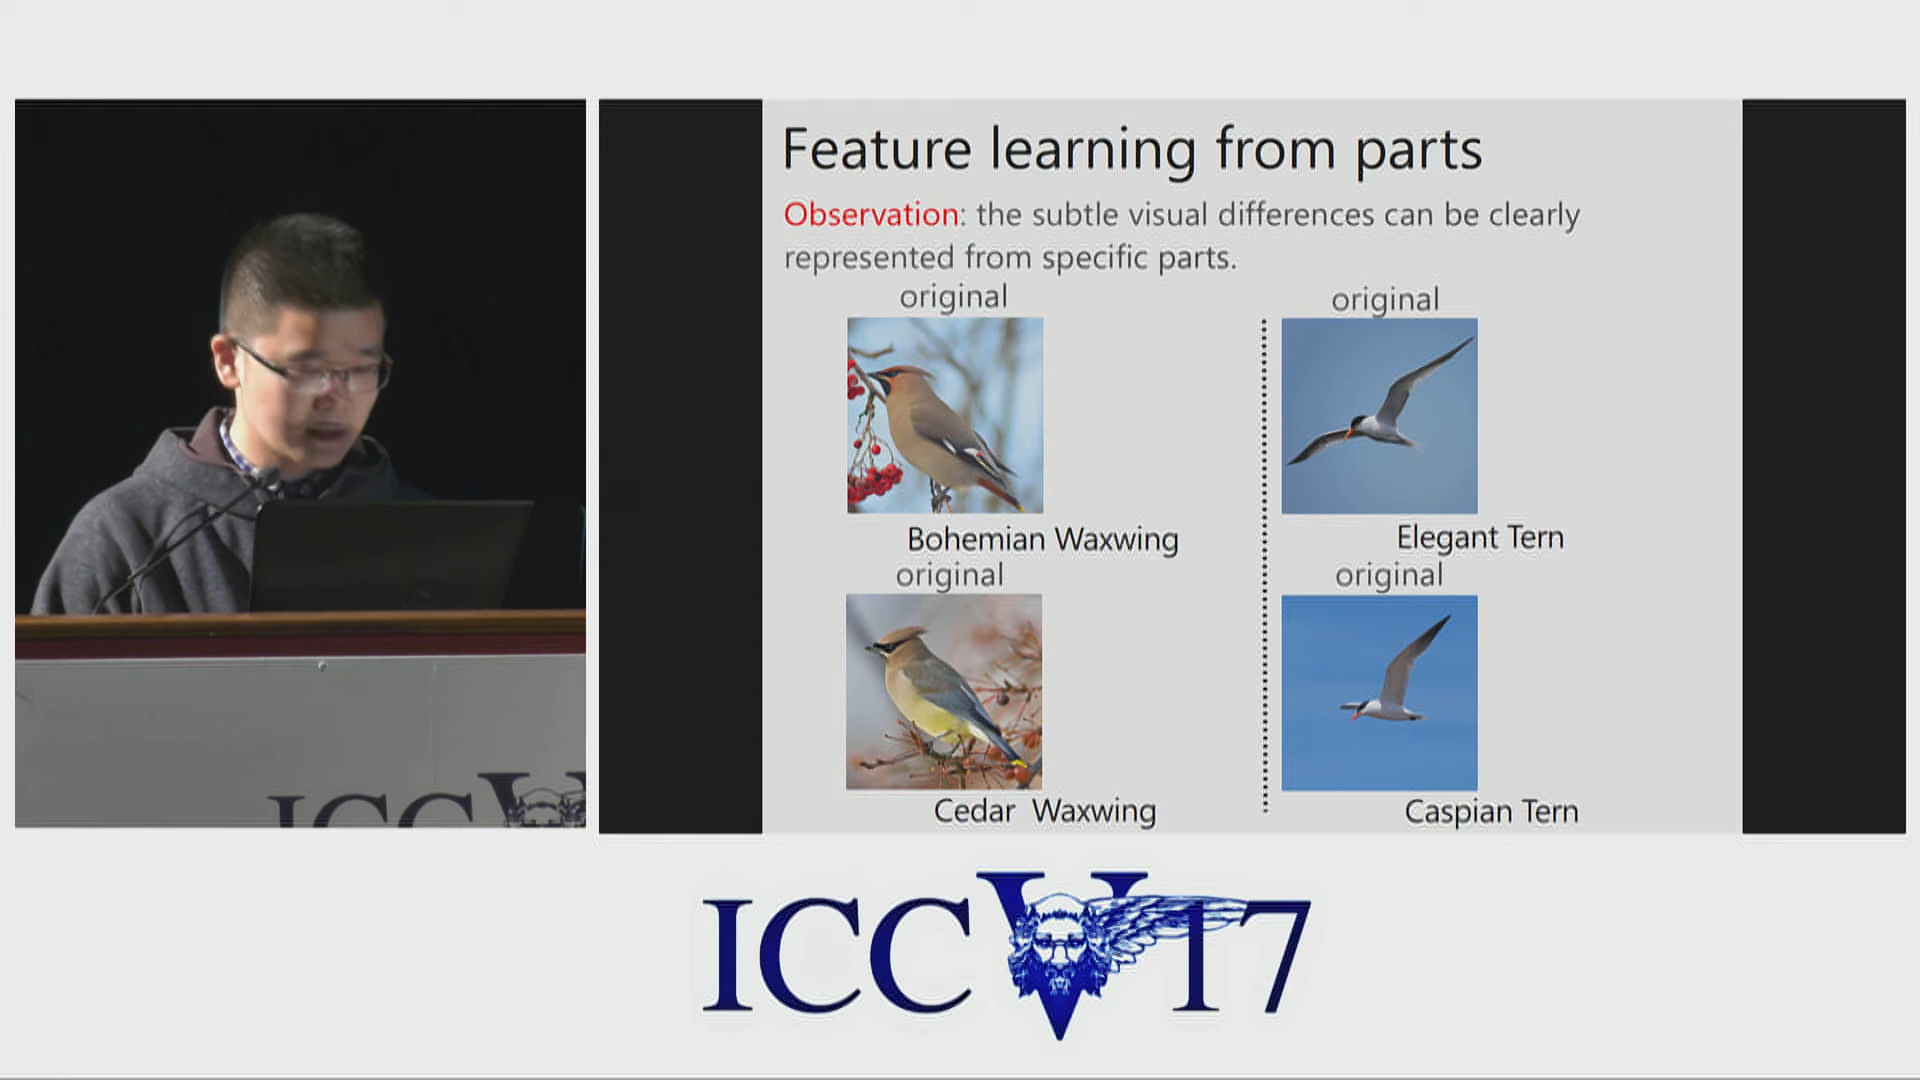 Feature learning from parts
Observation: the subtle visual differences can be clearly
represented from specific parts.
original
original
Bohemian Waxwing
Elegant Tern
original
original
Cedar Waxwing
Caspian Tern
ICC
ICCV17